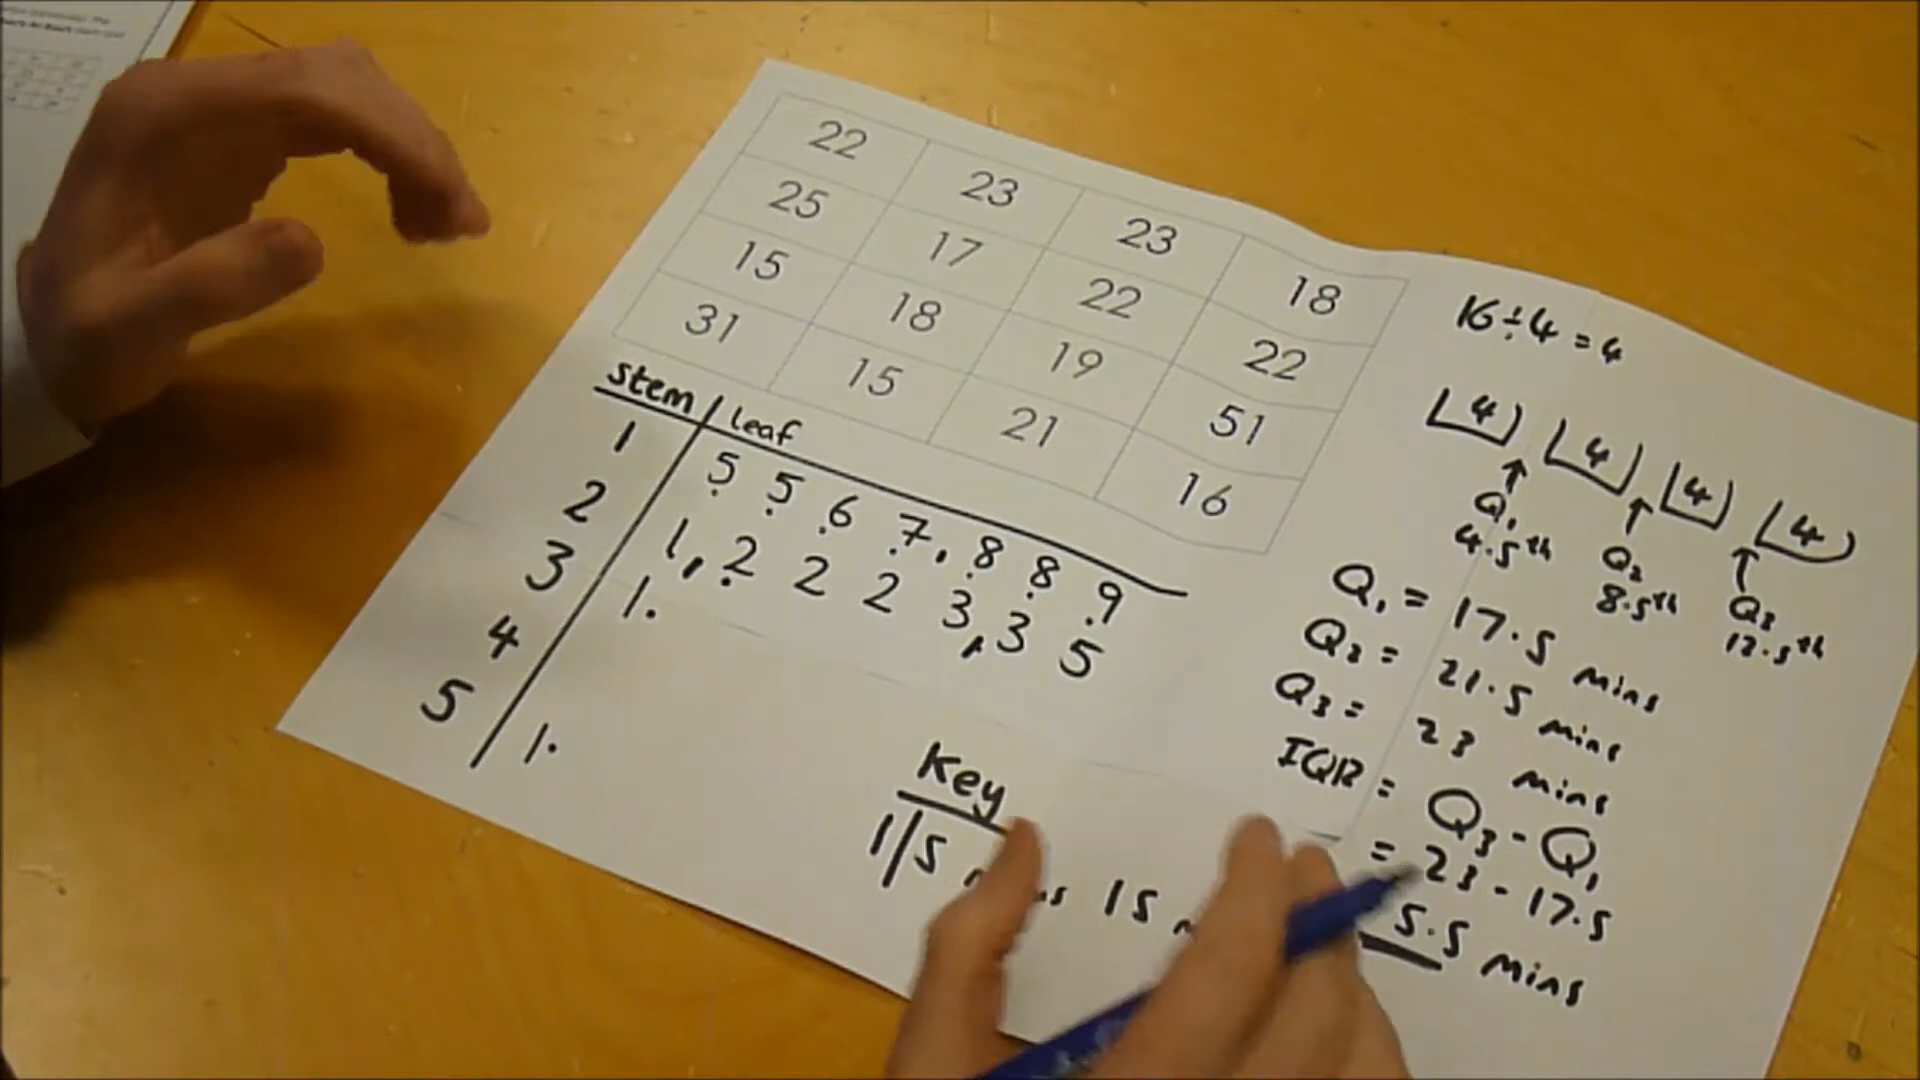 22 23 23 18
25 17 22 22
15 18 19 51
31 15 21 16
stem leaf
1 5 5 6 7 8 8 9
2 1 2 2 2 3 3 5
3 1
4
5 1
Key
1|5 15
16÷4=4
4 4 4 4
Q₁ Q₂ Q₃
4.5th 8.5th 12.5th
Q₁ = 17.5 mins
Q₂ = 21.5 mins
Q₃ = 23 mins
IQR = Q₃ - Q₁
= 23 - 17.5
5.5 mins